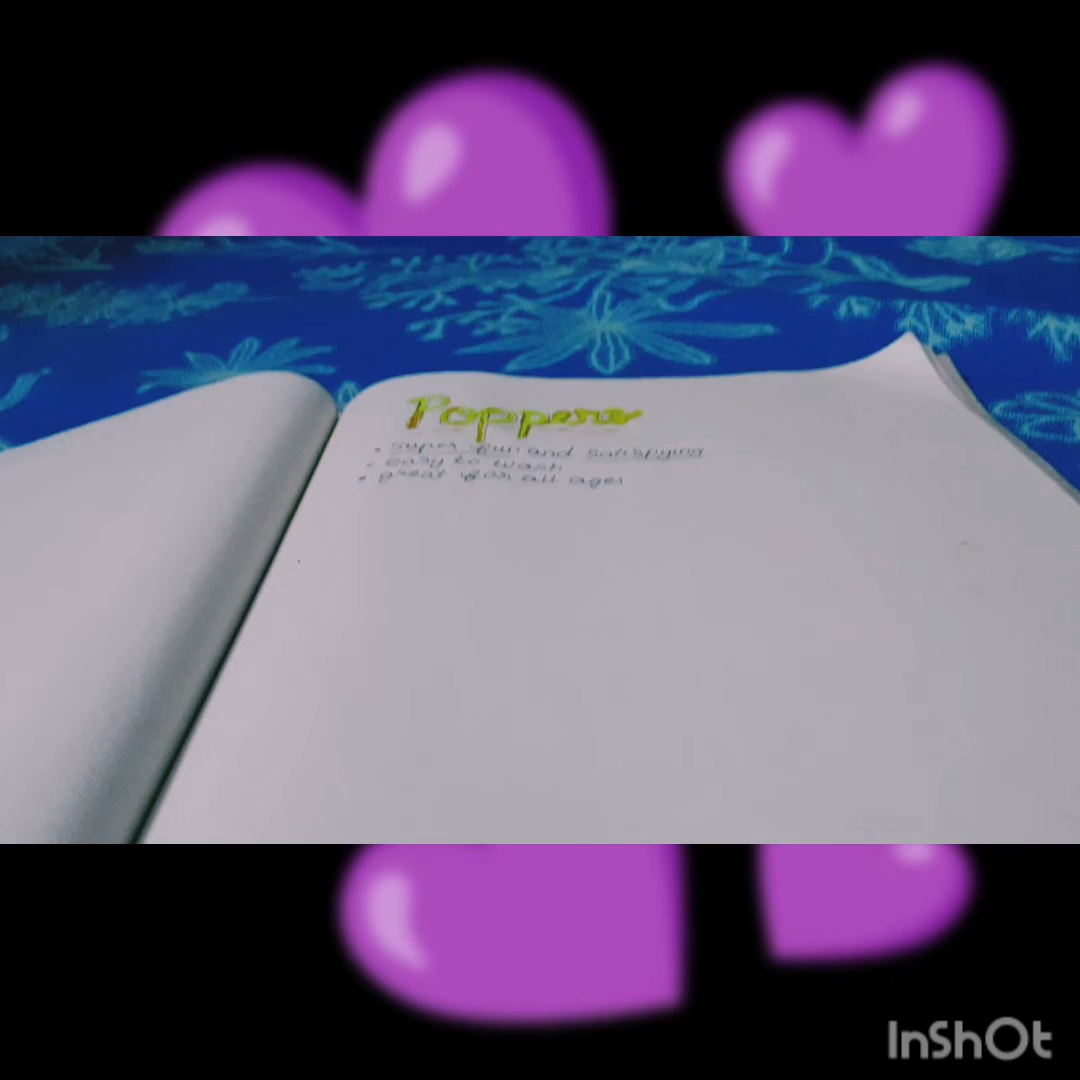 Poppers
• super fun and satisfying
• easy to wash
• great for all ages
InShOt